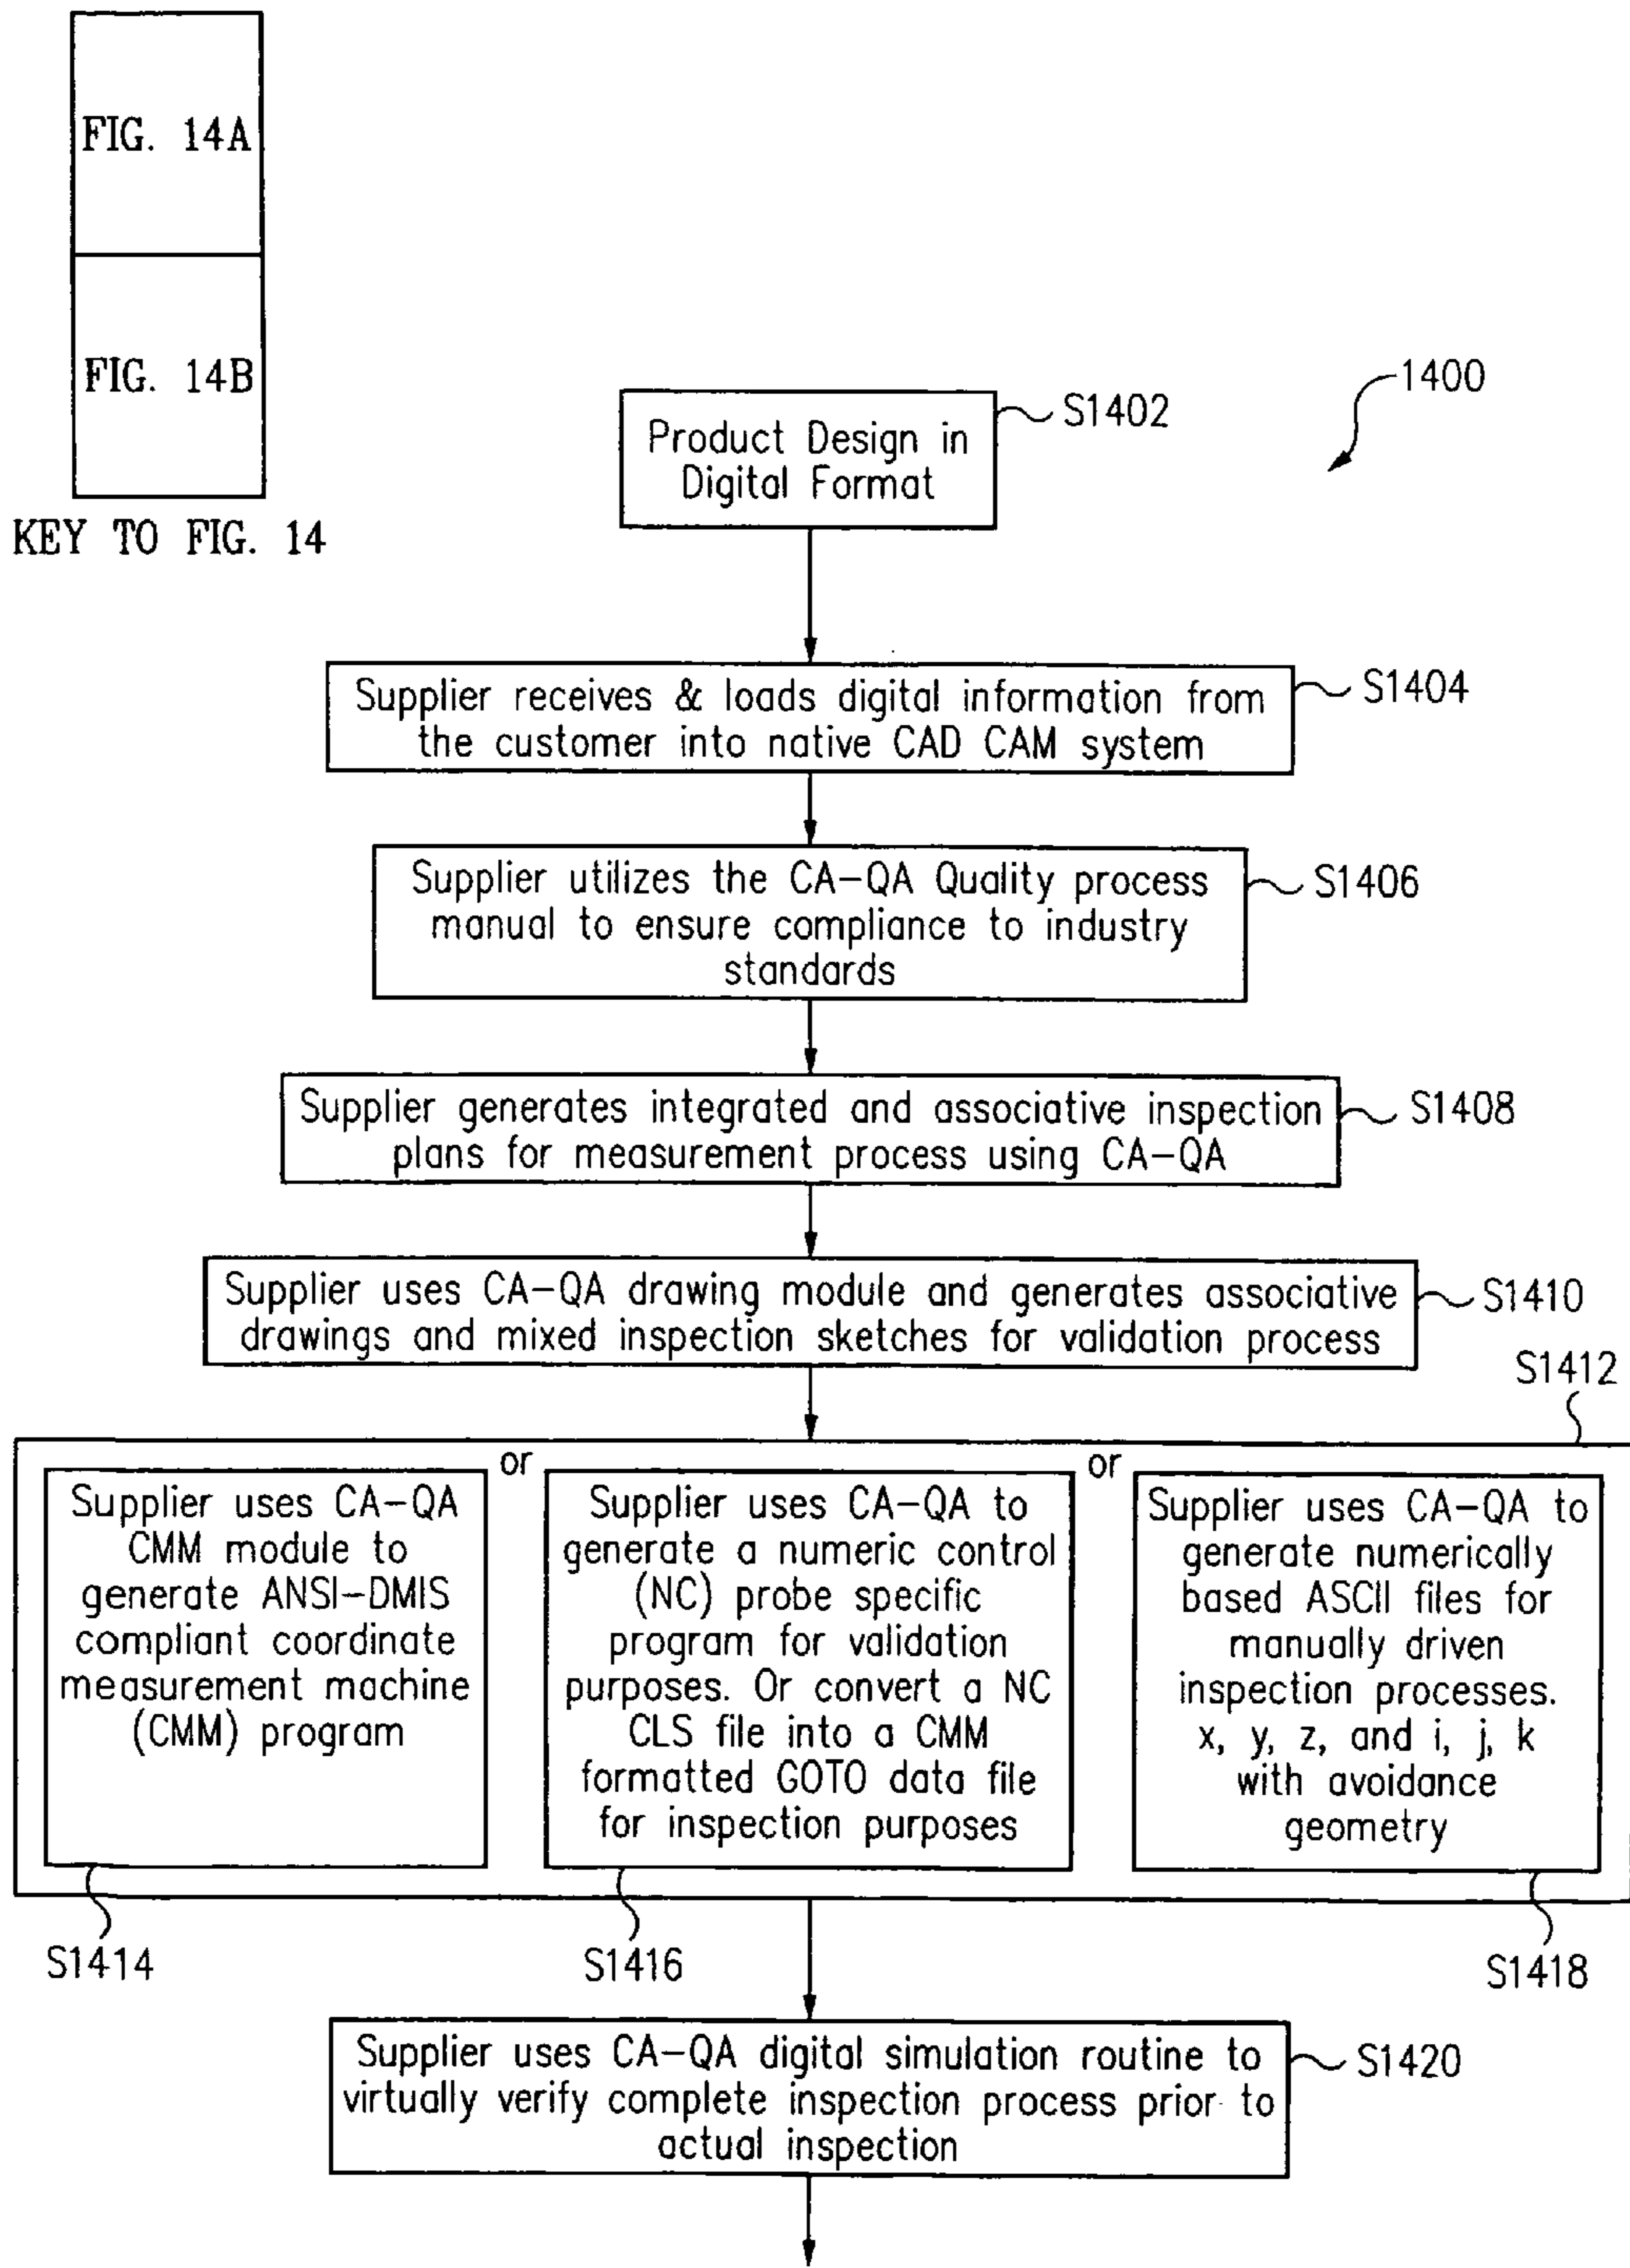 FIG. 14A
FIG. 14B
KEY TO FIG. 14
1400
Product Design in
Digital Format
S1402
Supplier receives & loads digital information from
the customer into native CAD CAM system
S1404
Supplier utilizes the CA-QA Quality process
manual to ensure compliance to industry
standards
S1406
Supplier generates integrated and associative inspection
plans for measurement process using CA-QA
S1408
Supplier uses CA-QA drawing module and generates associative
drawings and mixed inspection sketches for validation process
S1410
S1412
Supplier uses CA-QA
CMM module to
generate ANSI-DMIS
compliant coordinate
measurement machine
(CMM) program
S1414
or
Supplier uses CA-QA to
generate a numeric control
(NC) probe specific
program for validation
purposes. Or convert a NC
CLS file into a CMM
formatted GOTO data file
for inspection purposes
S1416
or
Supplier uses CA-QA to
generate numerically
based ASCII files for
manually driven
inspection processes.
x, y, z, and i, j, k
with avoidance
geometry
S1418
Supplier uses CA-QA digital simulation routine to
virtually verify complete inspection process prior to
actual inspection
S1420